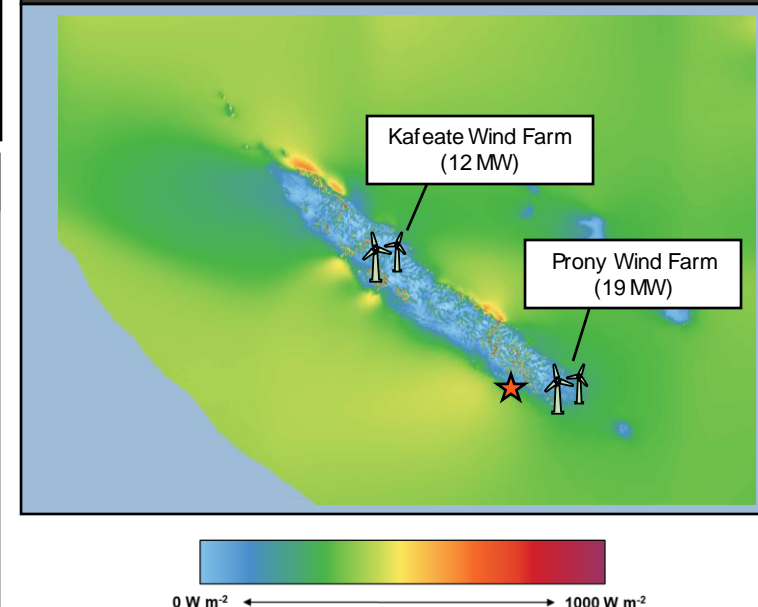 Kafeate Wind Farm
(12 MW)
Prony Wind Farm
(19 MW)
0 W m-2
1000 W m-2